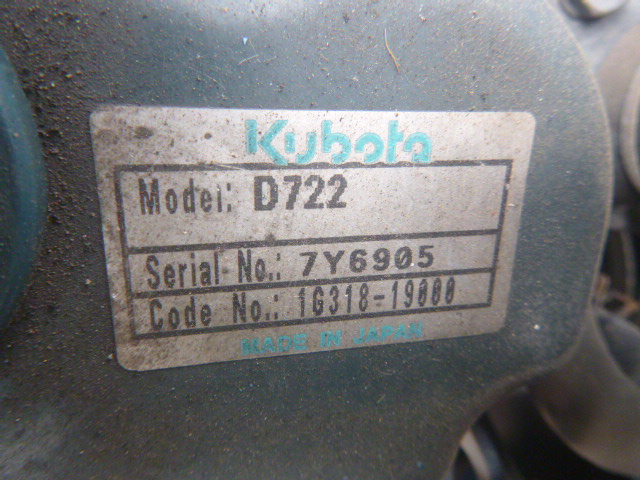 Kubota
Model: D722
Serial No.: 7Y6905
Code No.: 1G318-19000
MADE IN JAPAN